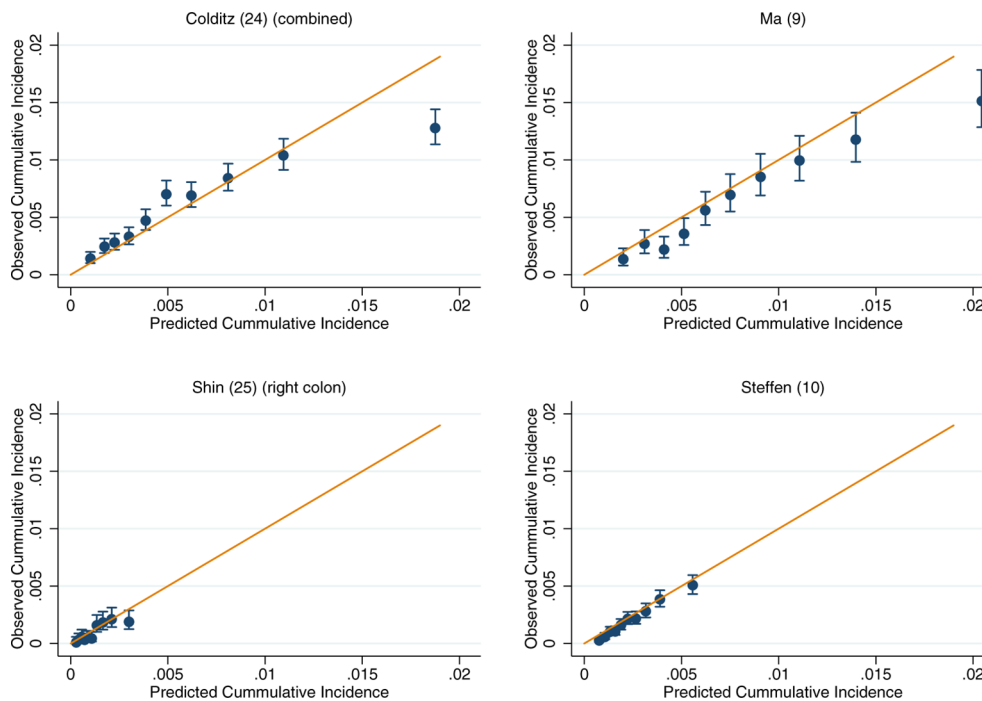 Colditz (24) (combined)
Observed Cummulative Incidence
.02
.015
.01
.005
0
0 .005 .01 .015 .02
Predicted Cummulative Incidence
Ma (9)
Observed Cummulative Incidence
.02
.015
.01
.005
0
0 .005 .01 .015 .02
Predicted Cummulative Incidence
Shin (25) (right colon)
Observed Cummulative Incidence
.02
.015
.01
.005
0
0 .005 .01 .015 .02
Predicted Cummulative Incidence
Steffen (10)
Observed Cummulative Incidence
.02
.015
.01
.005
0
0 .005 .01 .015 .02
Predicted Cummulative Incidence